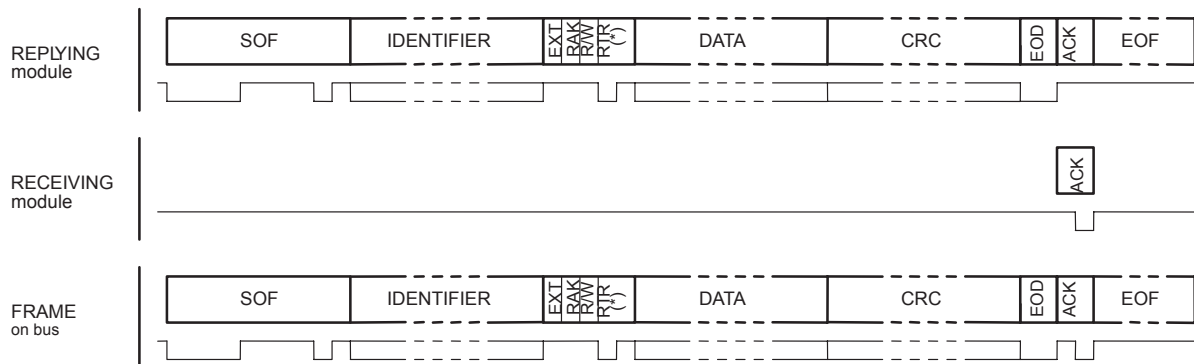 REPLYING
module
SOF
IDENTIFIER
EXT
RAK
R/W
RTR
(*)
DATA
CRC
EOD
ACK
EOF
RECEIVING
module
ACK
FRAME
on bus
SOF
IDENTIFIER
EXT
RAK
R/W
RTR
(*)
DATA
CRC
EOD
ACK
EOF